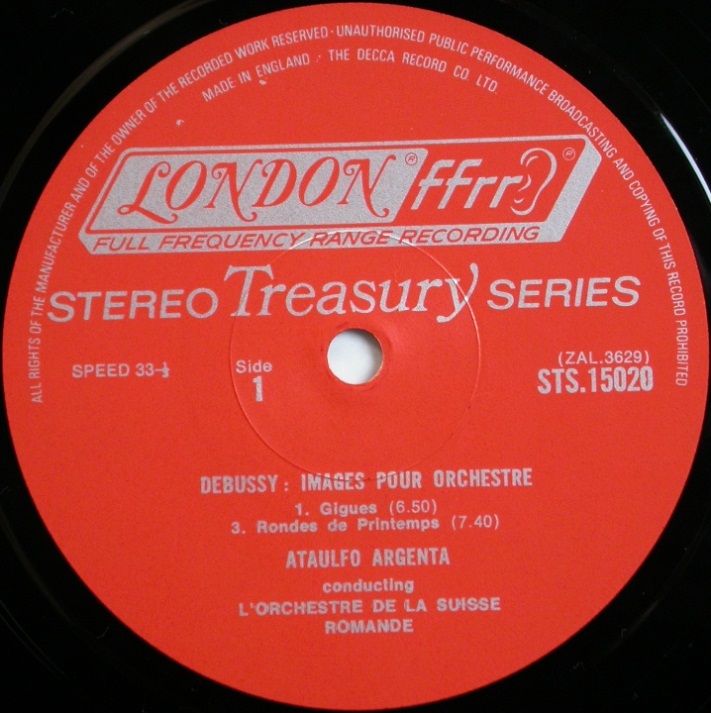 ALL RIGHTS OF THE MANUFACTURER AND OF THE OWNER OF THE RECORDED WORK RESERVED · UNAUTHORISED PUBLIC PERFORMANCE BROADCASTING AND COPYING OF THIS RECORD PROHIBITED
MADE IN ENGLAND · THE DECCA RECORD CO LTD.
LONDON® ffrr®
FULL FREQUENCY RANGE RECORDING
STEREO Treasury SERIES
SPEED 33-⅓
Side
1
(ZAL.3629)
STS.15020
DEBUSSY: IMAGES POUR ORCHESTRE
1. Gigues (6.50)
3. Rondes de Printemps (7.40)
ATAULFO ARGENTA
conducting
L'ORCHESTRE DE LA SUISSE
ROMANDE